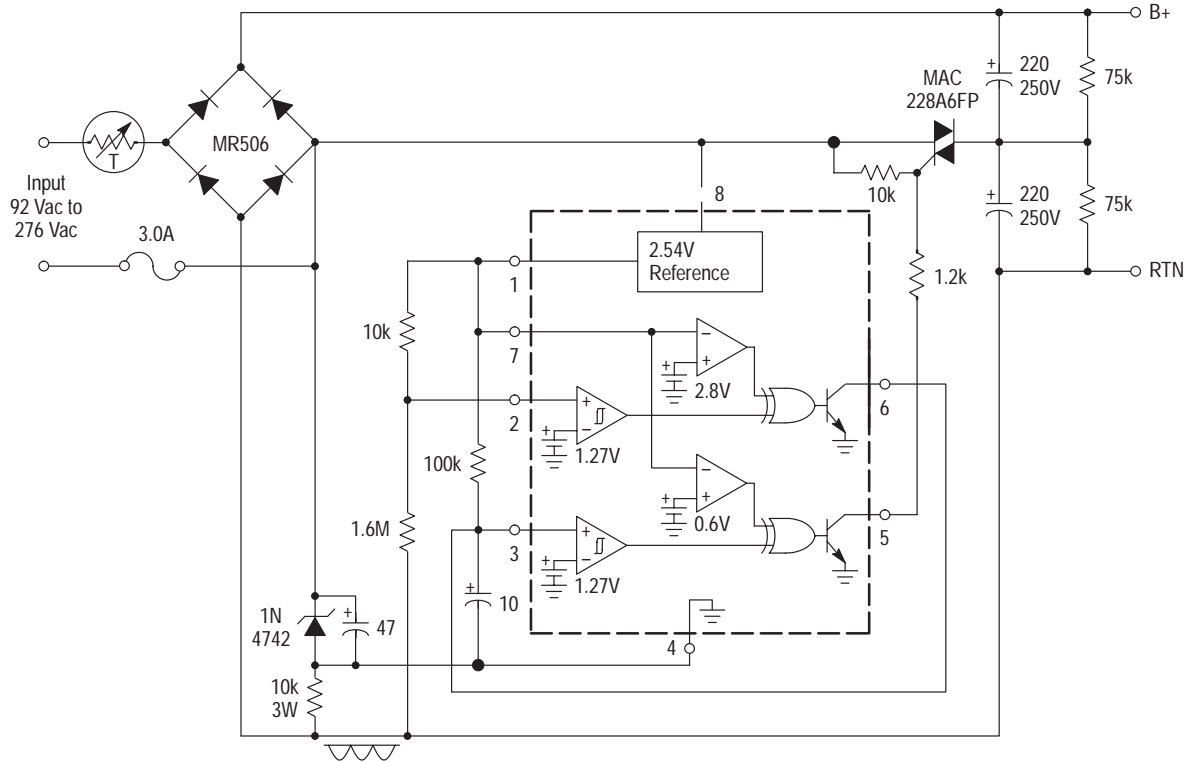 B+
220
250V
75k
MAC
228A6FP
MR506
T
Input
92 Vac to
276 Vac
3.0A
10k
8
220
250V
75k
2.54V
Reference
1
RTN
1.2k
10k
7
–
+
2.8V
6
2
+
–
1.27V
100k
–
+
0.6V
1.6M
3
+
–
1.27V
5
+
10
1N
4742
+
47
4
10k
3W